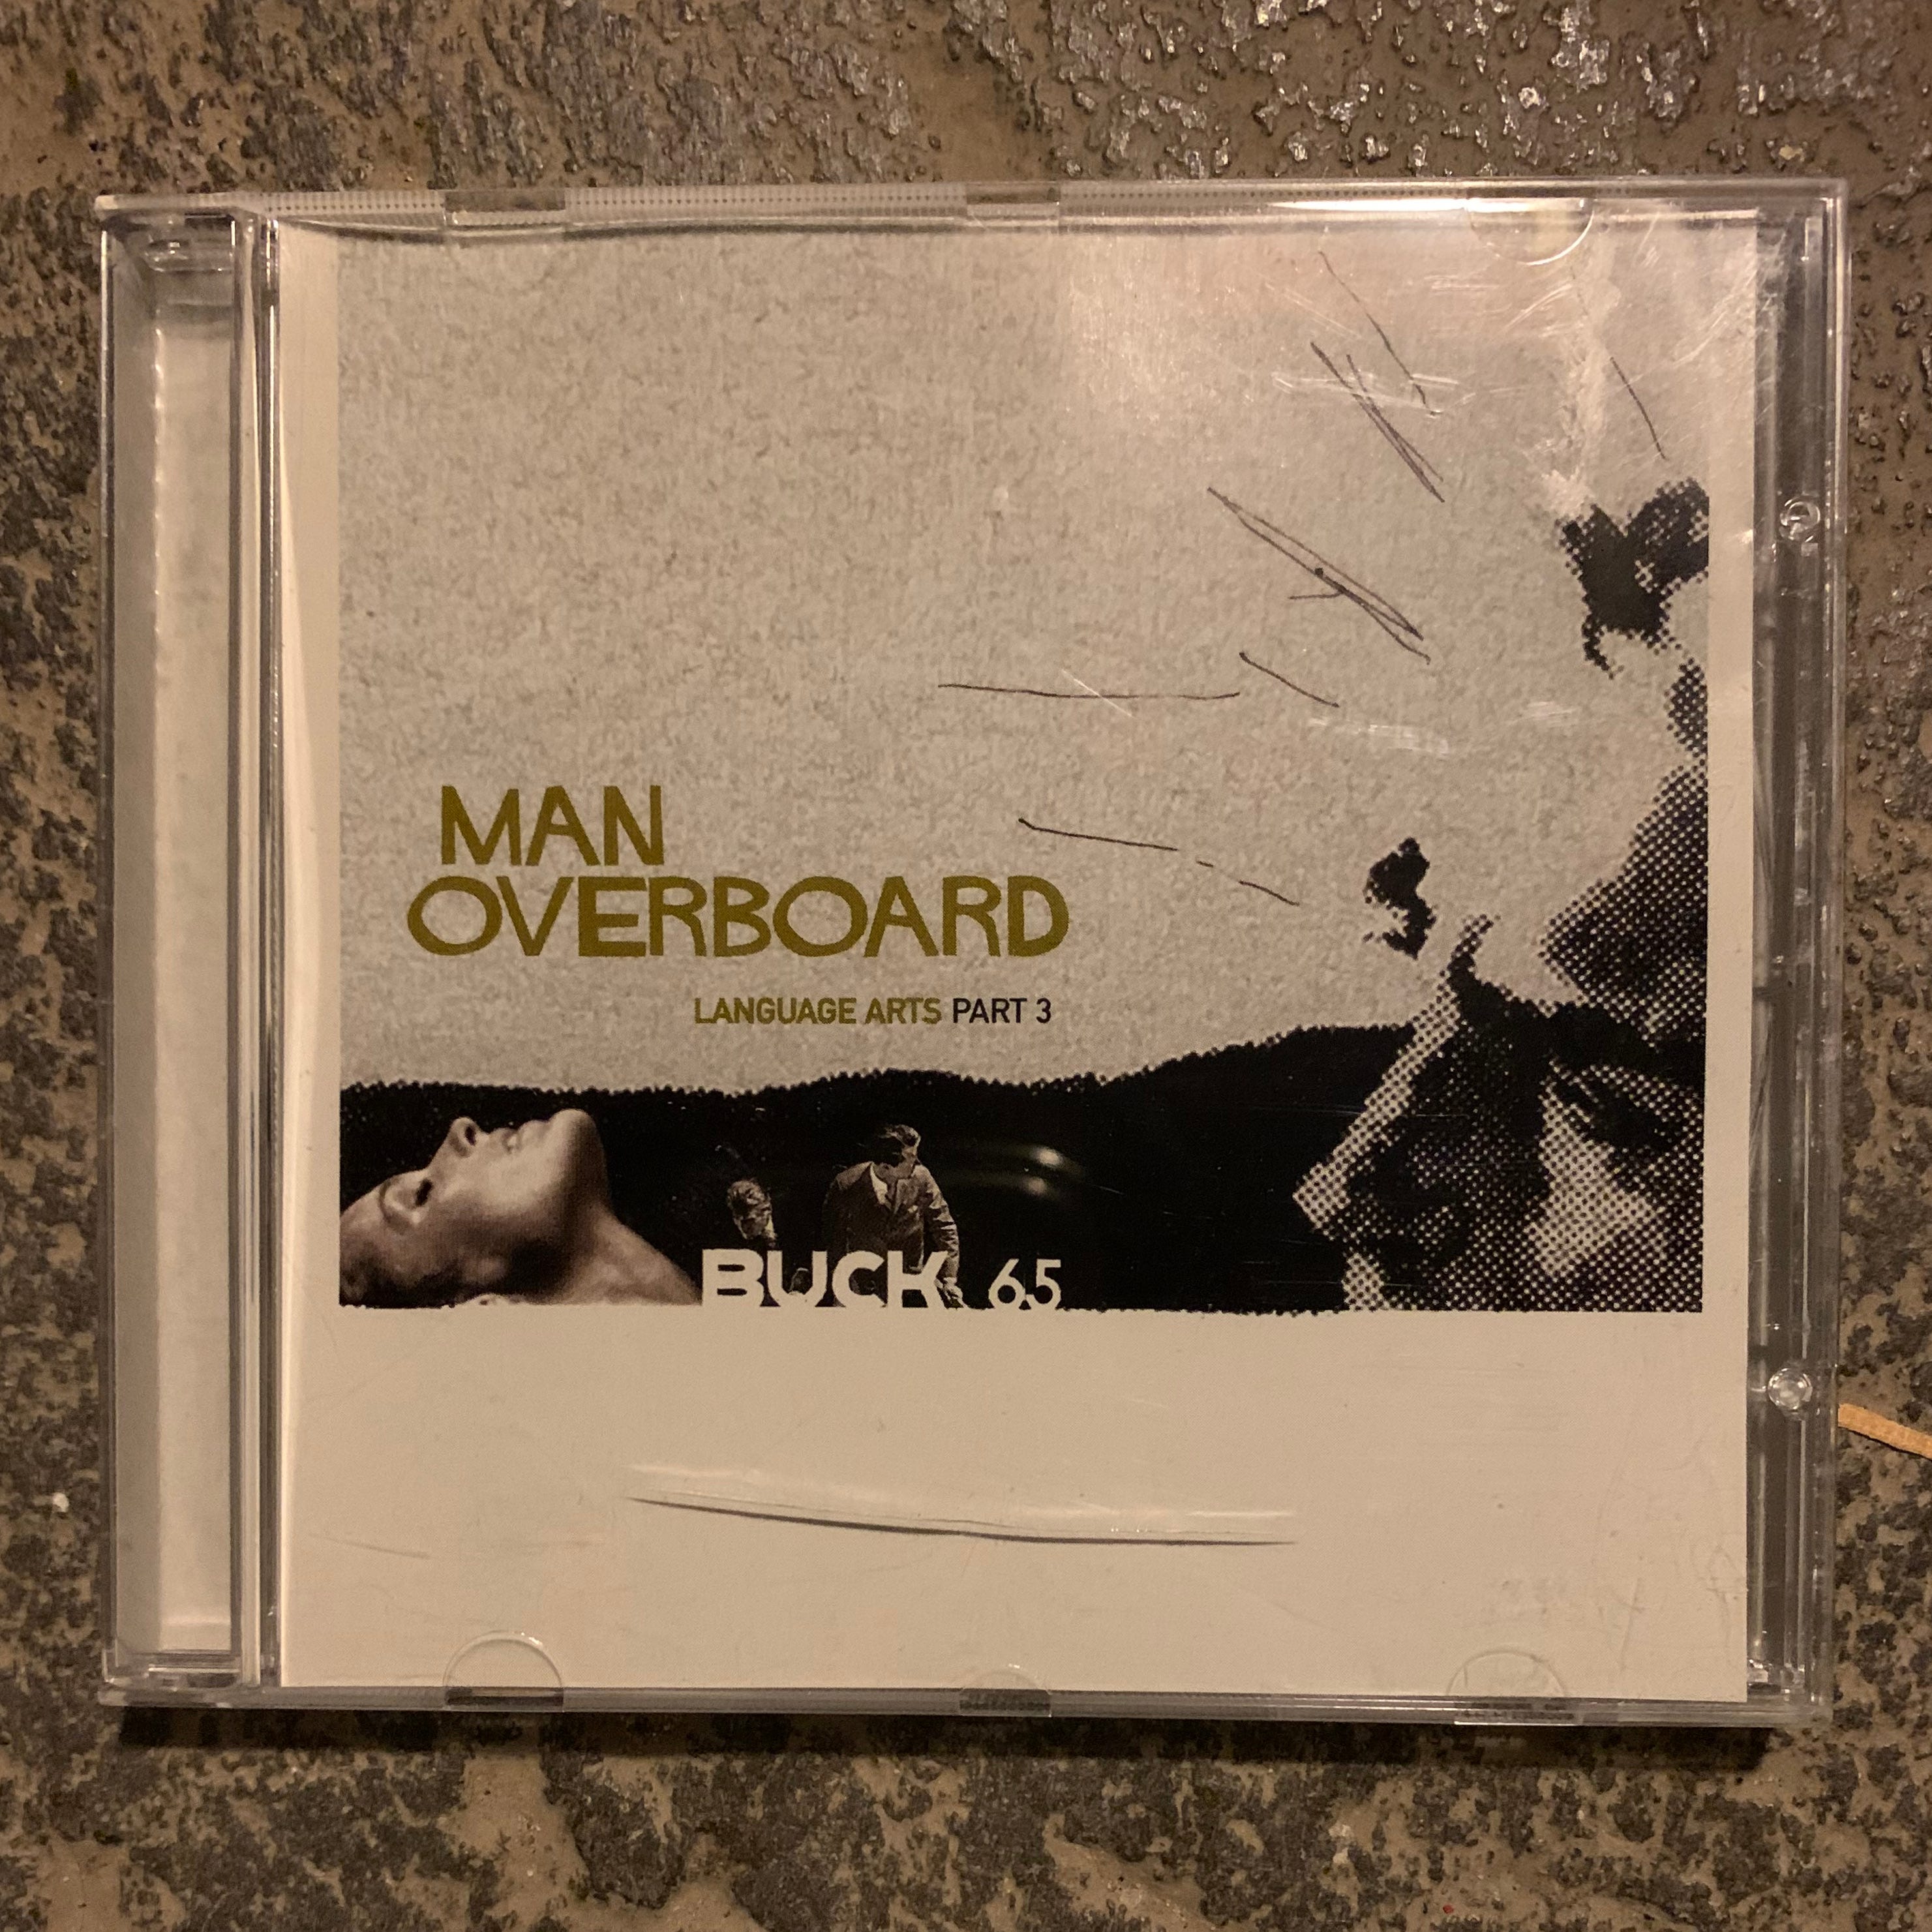 MAN
OVERBOARD
LANGUAGE ARTS PART 3
BUCK 65